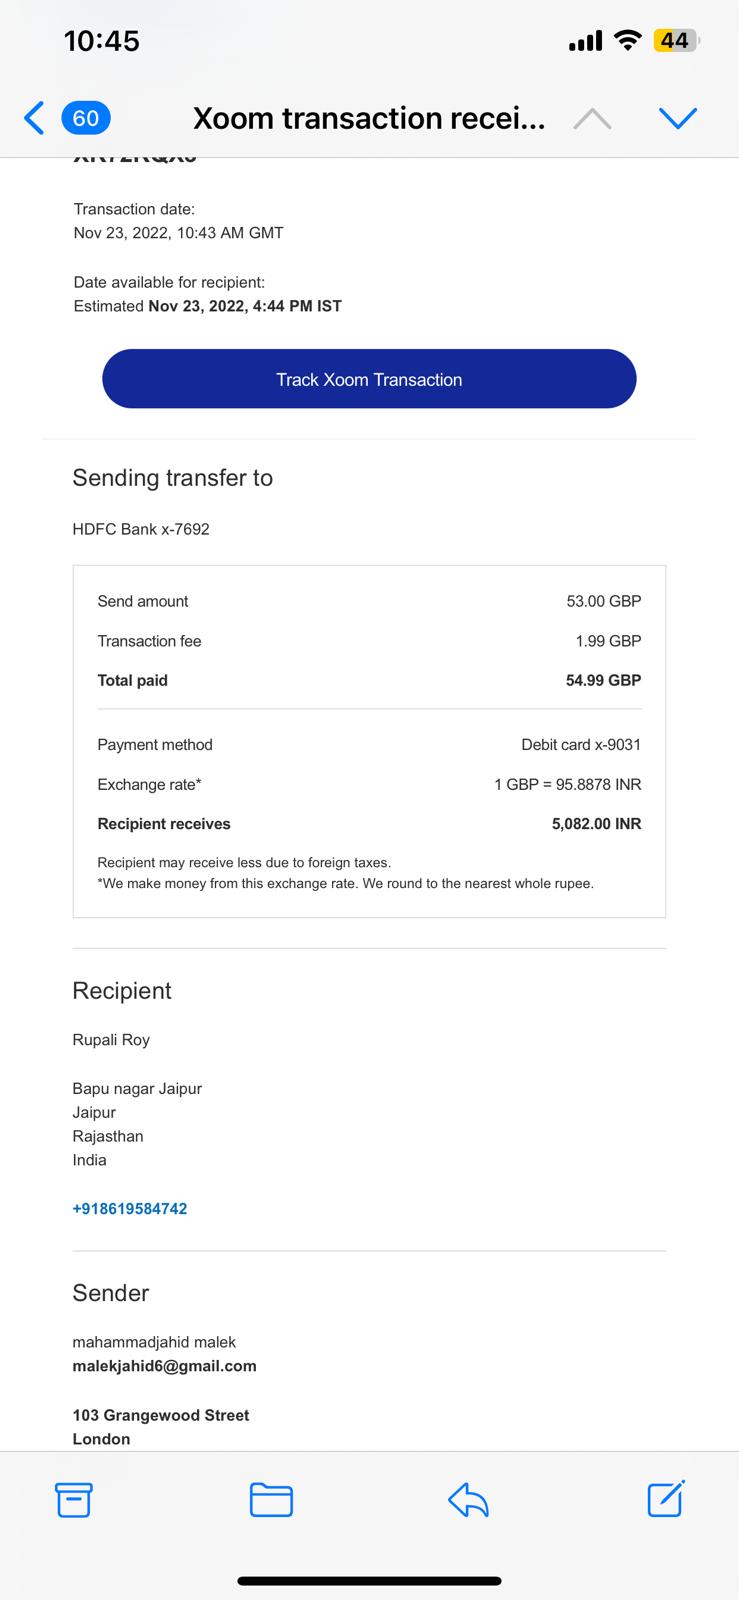 10:45
44
60
Xoom transaction recei...
Transaction date:
Nov 23, 2022, 10:43 AM GMT
Date available for recipient:
Estimated Nov 23, 2022, 4:44 PM IST
Track Xoom Transaction
Sending transfer to
HDFC Bank x-7692
Send amount 53.00 GBP
Transaction fee 1.99 GBP
Total paid 54.99 GBP
Payment method Debit card x-9031
Exchange rate* 1 GBP = 95.8878 INR
Recipient receives 5,082.00 INR
Recipient may receive less due to foreign taxes.
*We make money from this exchange rate. We round to the nearest whole rupee.
Recipient
Rupali Roy
Bapu nagar Jaipur
Jaipur
Rajasthan
India
+918619584742
Sender
mahammadjahid malek
malekjahid6@gmail.com
103 Grangewood Street
London